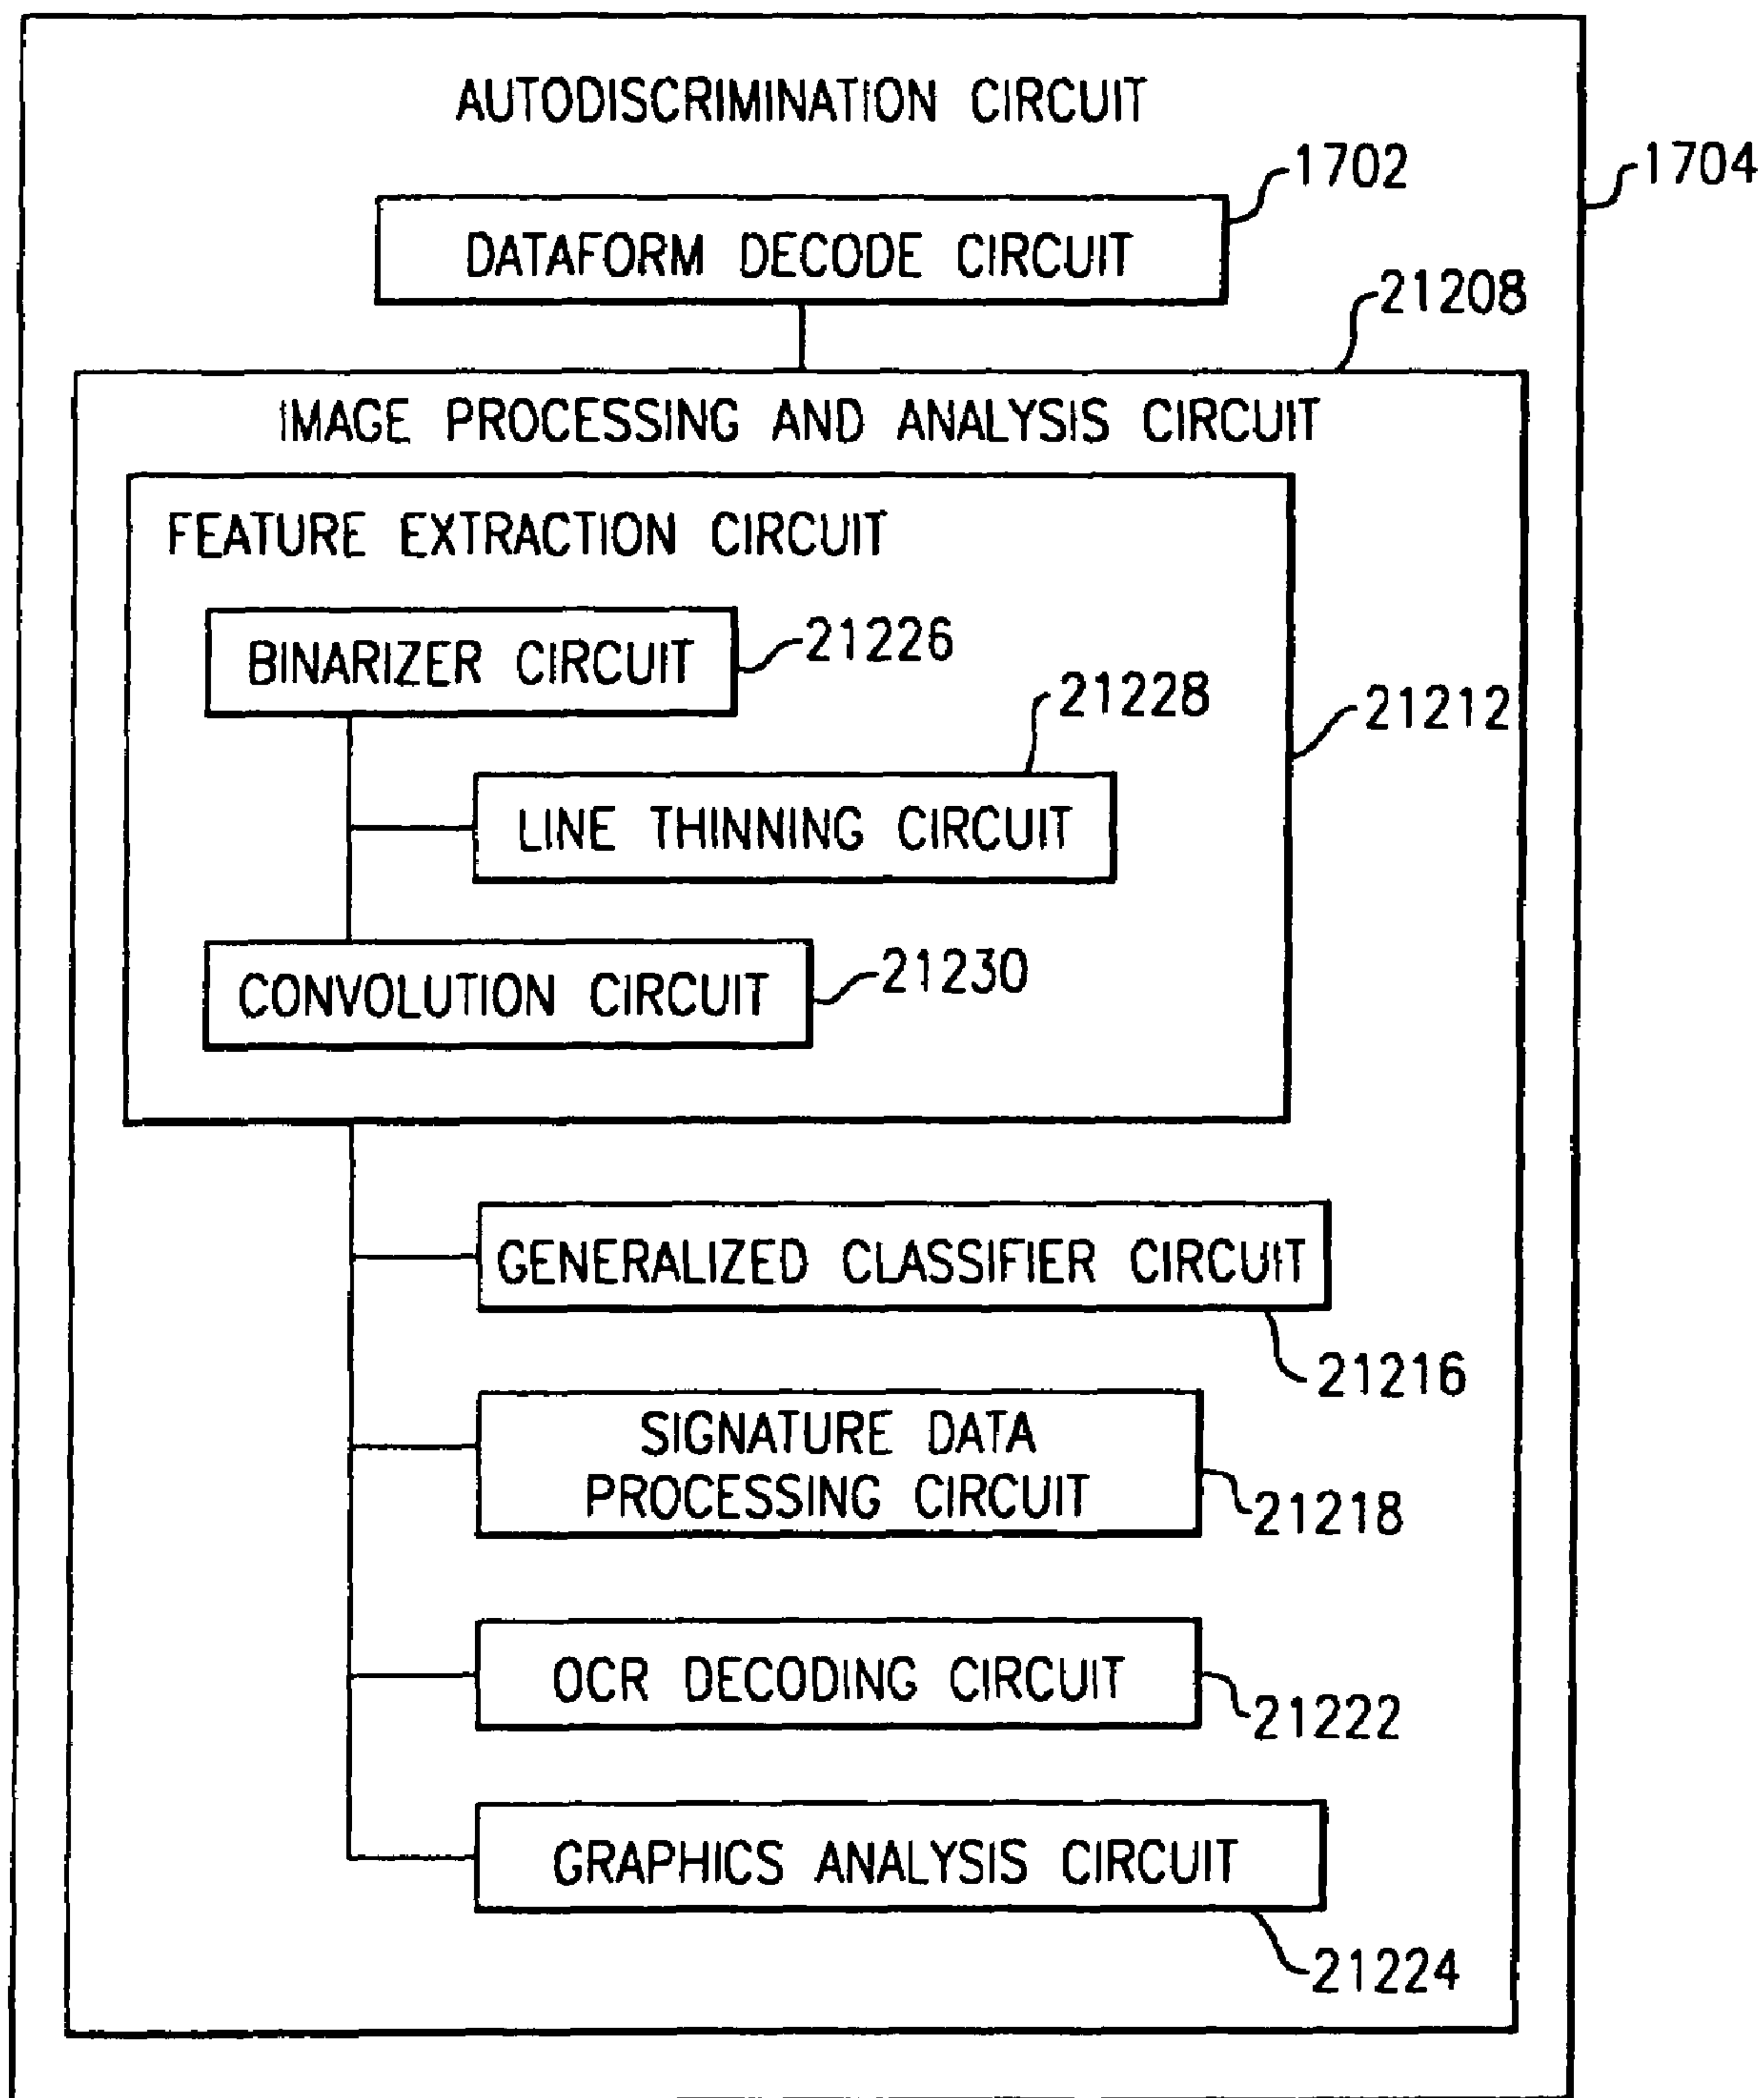 AUTODISCRIMINATION CIRCUIT
1702
1704
DATAFORM DECODE CIRCUIT
21208
IMAGE PROCESSING AND ANALYSIS CIRCUIT
FEATURE EXTRACTION CIRCUIT
BINARIZER CIRCUIT
21226
21228
21212
LINE THINNING CIRCUIT
CONVOLUTION CIRCUIT
21230
GENERALIZED CLASSIFIER CIRCUIT
21216
SIGNATURE DATA
PROCESSING CIRCUIT
21218
OCR DECODING CIRCUIT
21222
GRAPHICS ANALYSIS CIRCUIT
21224